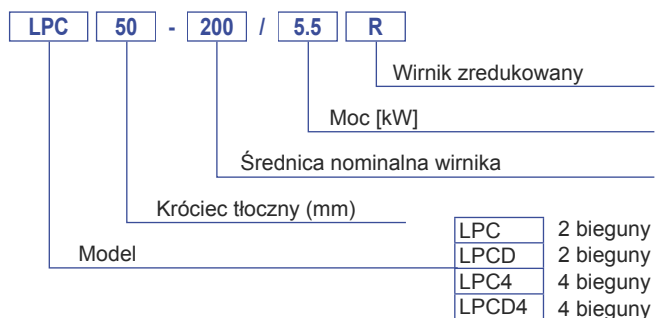 LPC 50 - 200 / 5.5 R
Wirnik zredukowany
Moc [kW]
Średnica nominalna wirnika
Króciec tłoczny (mm)
Model
LPC 2 bieguny
LPCD 2 bieguny
LPC4 4 bieguny
LPCD4 4 bieguny